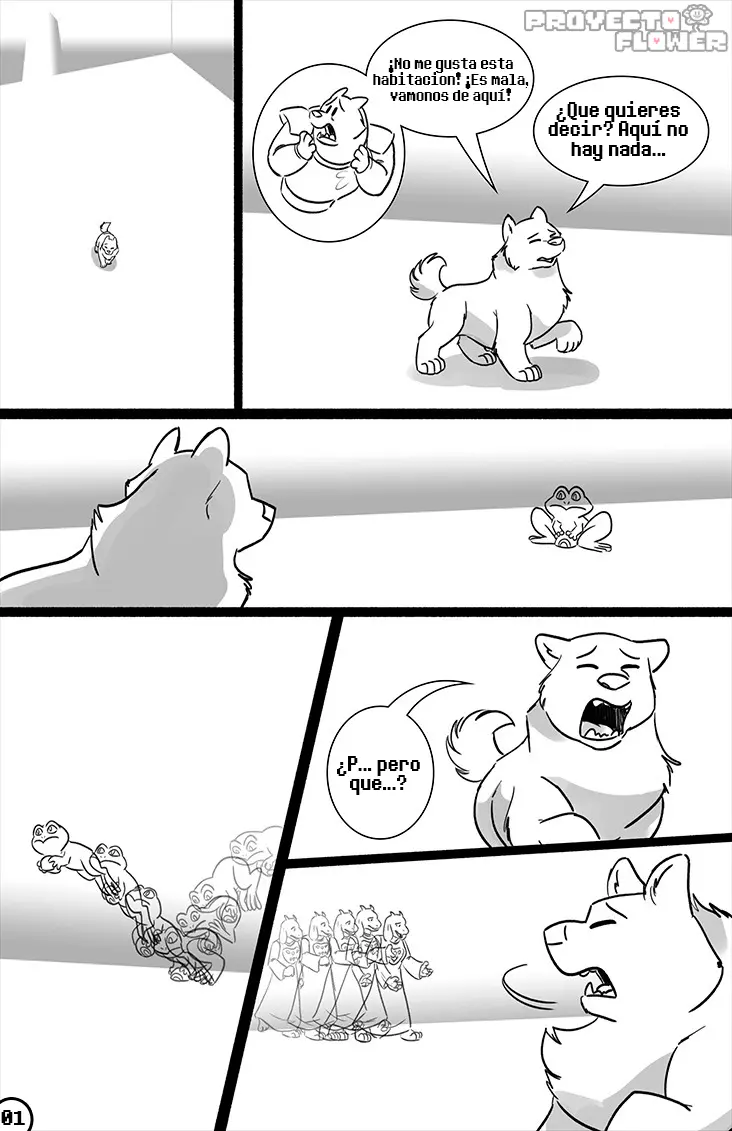 PROYECTO
FLOWER
¡No me gusta esta
habitacion! ¡Es mala,
vamonos de aquí!
¿Que quieres
decir? Aquí no
hay nada...
¿P... pero
que...?
01